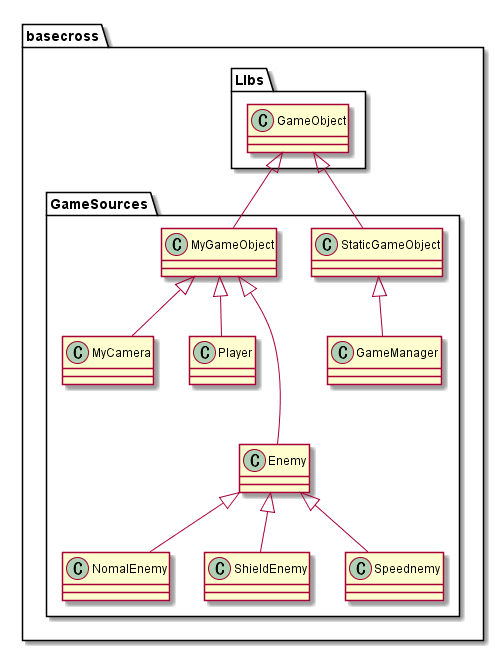 basecross
LIbs
C GameObject
GameSources
C MyGameObject
C StaticGameObject
C MyCamera
C Player
C GameManager
C Enemy
C NomalEnemy
C ShieldEnemy
C Speednemy